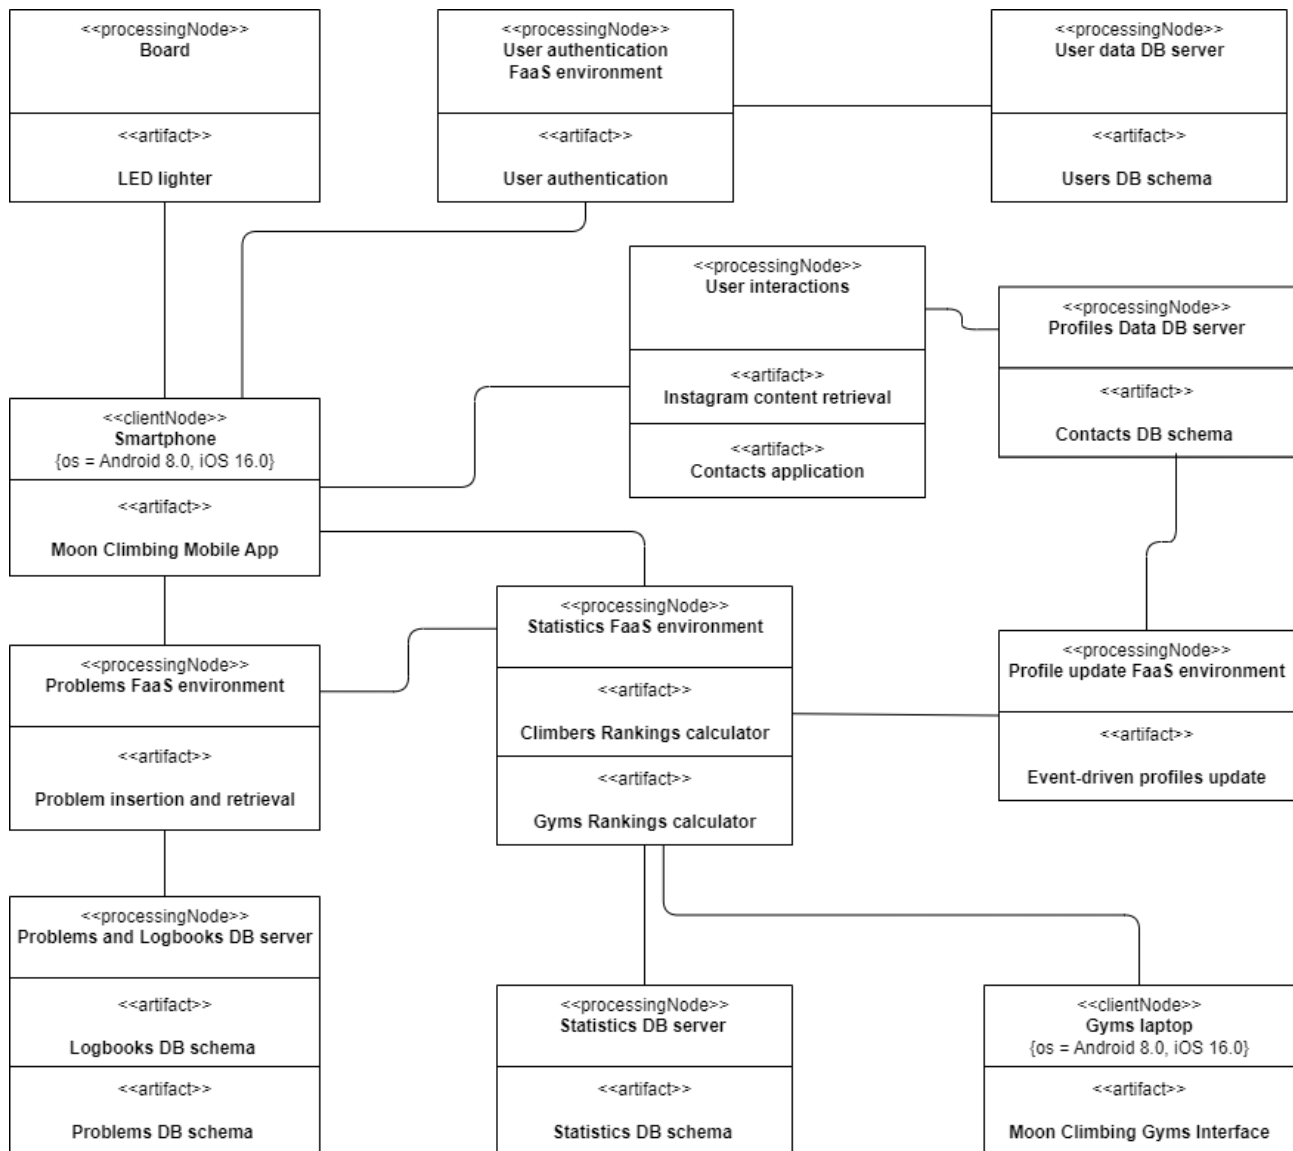 <<processingNode>>
Board
<<artifact>>
LED lighter
<<processingNode>>
User authentication
FaaS environment
<<artifact>>
User authentication
<<processingNode>>
User data DB server
<<artifact>>
Users DB schema
<<processingNode>>
User interactions
<<artifact>>
Instagram content retrieval
<<artifact>>
Contacts application
<<processingNode>>
Profiles Data DB server
<<artifact>>
Contacts DB schema
<<clientNode>>
Smartphone
{os = Android 8.0, iOS 16.0}
<<artifact>>
Moon Climbing Mobile App
<<processingNode>>
Statistics FaaS environment
<<artifact>>
Climbers Rankings calculator
<<artifact>>
Gyms Rankings calculator
<<processingNode>>
Profile update FaaS environment
<<artifact>>
Event-driven profiles update
<<processingNode>>
Problems FaaS environment
<<artifact>>
Problem insertion and retrieval
<<processingNode>>
Problems and Logbooks DB server
<<artifact>>
Logbooks DB schema
<<artifact>>
Problems DB schema
<<processingNode>>
Statistics DB server
<<artifact>>
Statistics DB schema
<<clientNode>>
Gyms laptop
{os = Android 8.0, iOS 16.0}
<<artifact>>
Moon Climbing Gyms Interface